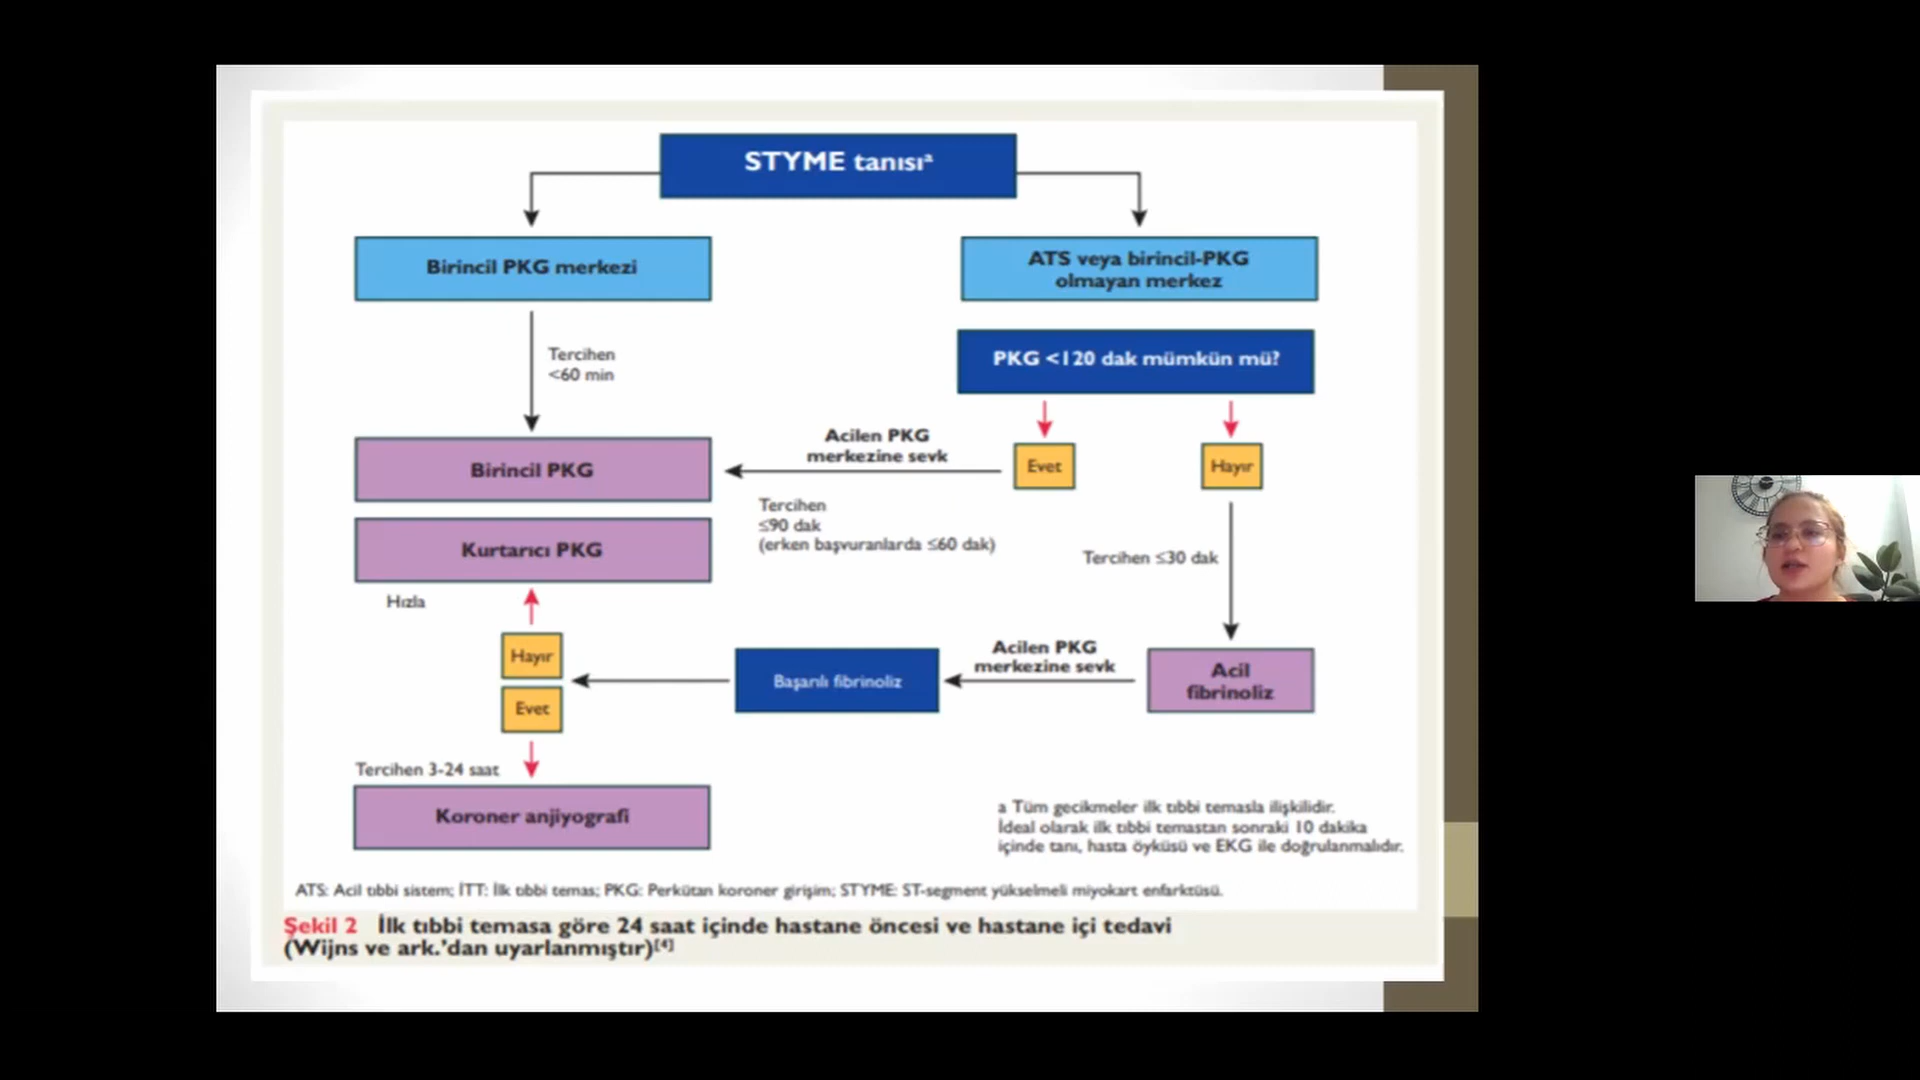 STYME tanısıᵃ
Birincil PKG merkezi
ATS veya birincil-PKG
olmayan merkez
Tercihen
<60 min
PKG <120 dak mümkün mü?
Evet
Hayır
Acilen PKG
merkezine sevk
Birincil PKG
Tercihen
≤90 dak
(erken başvuranlarda ≤60 dak)
Kurtarıcı PKG
Tercihen ≤30 dak
Hızla
Hayır
Evet
Başarılı fibrinoliz
Acilen PKG
merkezine sevk
Acil
fibrinoliz
Tercihen 3-24 saat
Koroner anjiyografi
a Tüm gecikmeler ilk tıbbi temasla ilişkilidir.
İdeal olarak ilk tıbbi temastan sonraki 10 dakika
içinde tanı, hasta öyküsü ve EKG ile doğrulanmalıdır.
ATS: Acil tıbbi sistem; İTT: İlk tıbbi temas; PKG: Perkütan koroner girişim; STYME: ST-segment yükselmeli miyokart enfarktüsü.
Şekil 2 İlk tıbbi temasa göre 24 saat içinde hastane öncesi ve hastane içi tedavi
(Wijns ve ark.'dan uyarlanmıştır)[4]